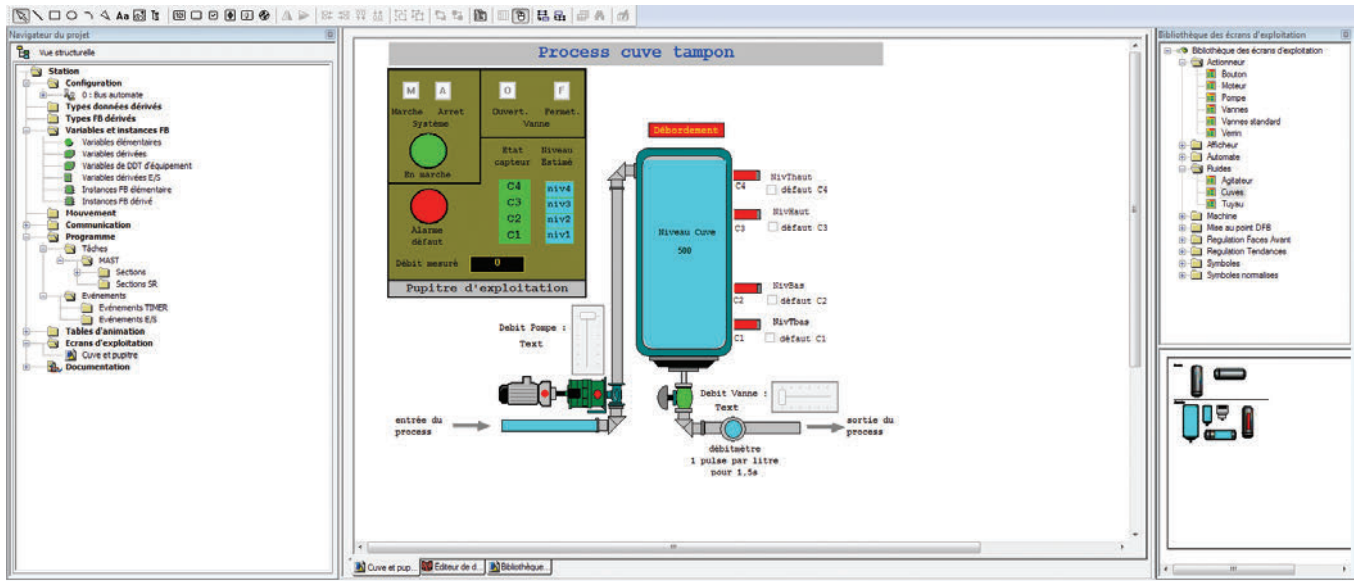 Aa
Navigateur du projet
Vue structurelle
Station
Configuration
0 : Bus automate
Types données dérivés
Types FB dérivés
Variables et instances FB
Variables élémentaires
Variables dérivées
Variables de DDT d'équipement
Variables dérivées E/S
Instances FB élémentaire
Instances FB dérivé
Mouvement
Communication
Programme
Tâches
MAST
Sections
Sections SR
Evénements
Evénements TIMER
Evénements E/S
Tables d'animation
Ecrans d'exploitation
Cuve et pupitre
Documentation
Process cuve tampon
M A O F
Marche Arret Ouvert. Fermet.
Système Vanne
En marche
Etat Niveau
capteur Estimé
C4 niv4
C3 niv3
C2 niv2
C1 niv1
Alarme
défaut
Débit mesuré 0
Pupitre d'exploitation
Débordement
Niveau Cuve
500
NivThaut
C4 défaut C4
NivHaut
C3 défaut C3
NivBas
C2 défaut C2
NivTbas
C1 défaut C1
Debit Pompe :
Text
Debit Vanne :
Text
entrée du
process
sortie du
process
débitmètre
1 pulse par litre
pour 1,5s
Cuve et pup...
Editeur de d...
Bibliothèque...
Bibliothèque des écrans d'exploitation
Bibliothèque des écrans d'exploitation
Actionneur
Bouton
Moteur
Pompe
Vannes
Vannes standard
Verrin
Afficheur
Automate
Fluides
Agitateur
Cuves
Tuyau
Machine
Mise au point DFB
Regulation Faces Avant
Regulation Tendances
Symboles
Symboles normalises